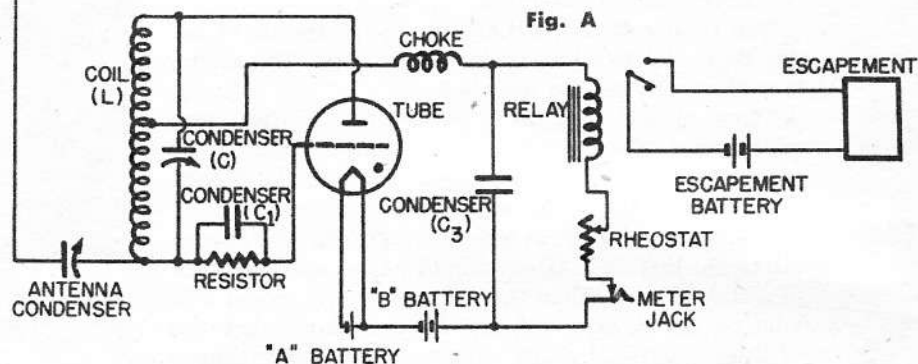 Fig. A
CHOKE
ESCAPEMENT
COIL
(L)
TUBE
RELAY
CONDENSER
(C)
CONDENSER
(C1)
CONDENSER
(C3)
ESCAPEMENT
BATTERY
RHEOSTAT
RESISTOR
ANTENNA
CONDENSER
"B" BATTERY
METER
JACK
"A" BATTERY